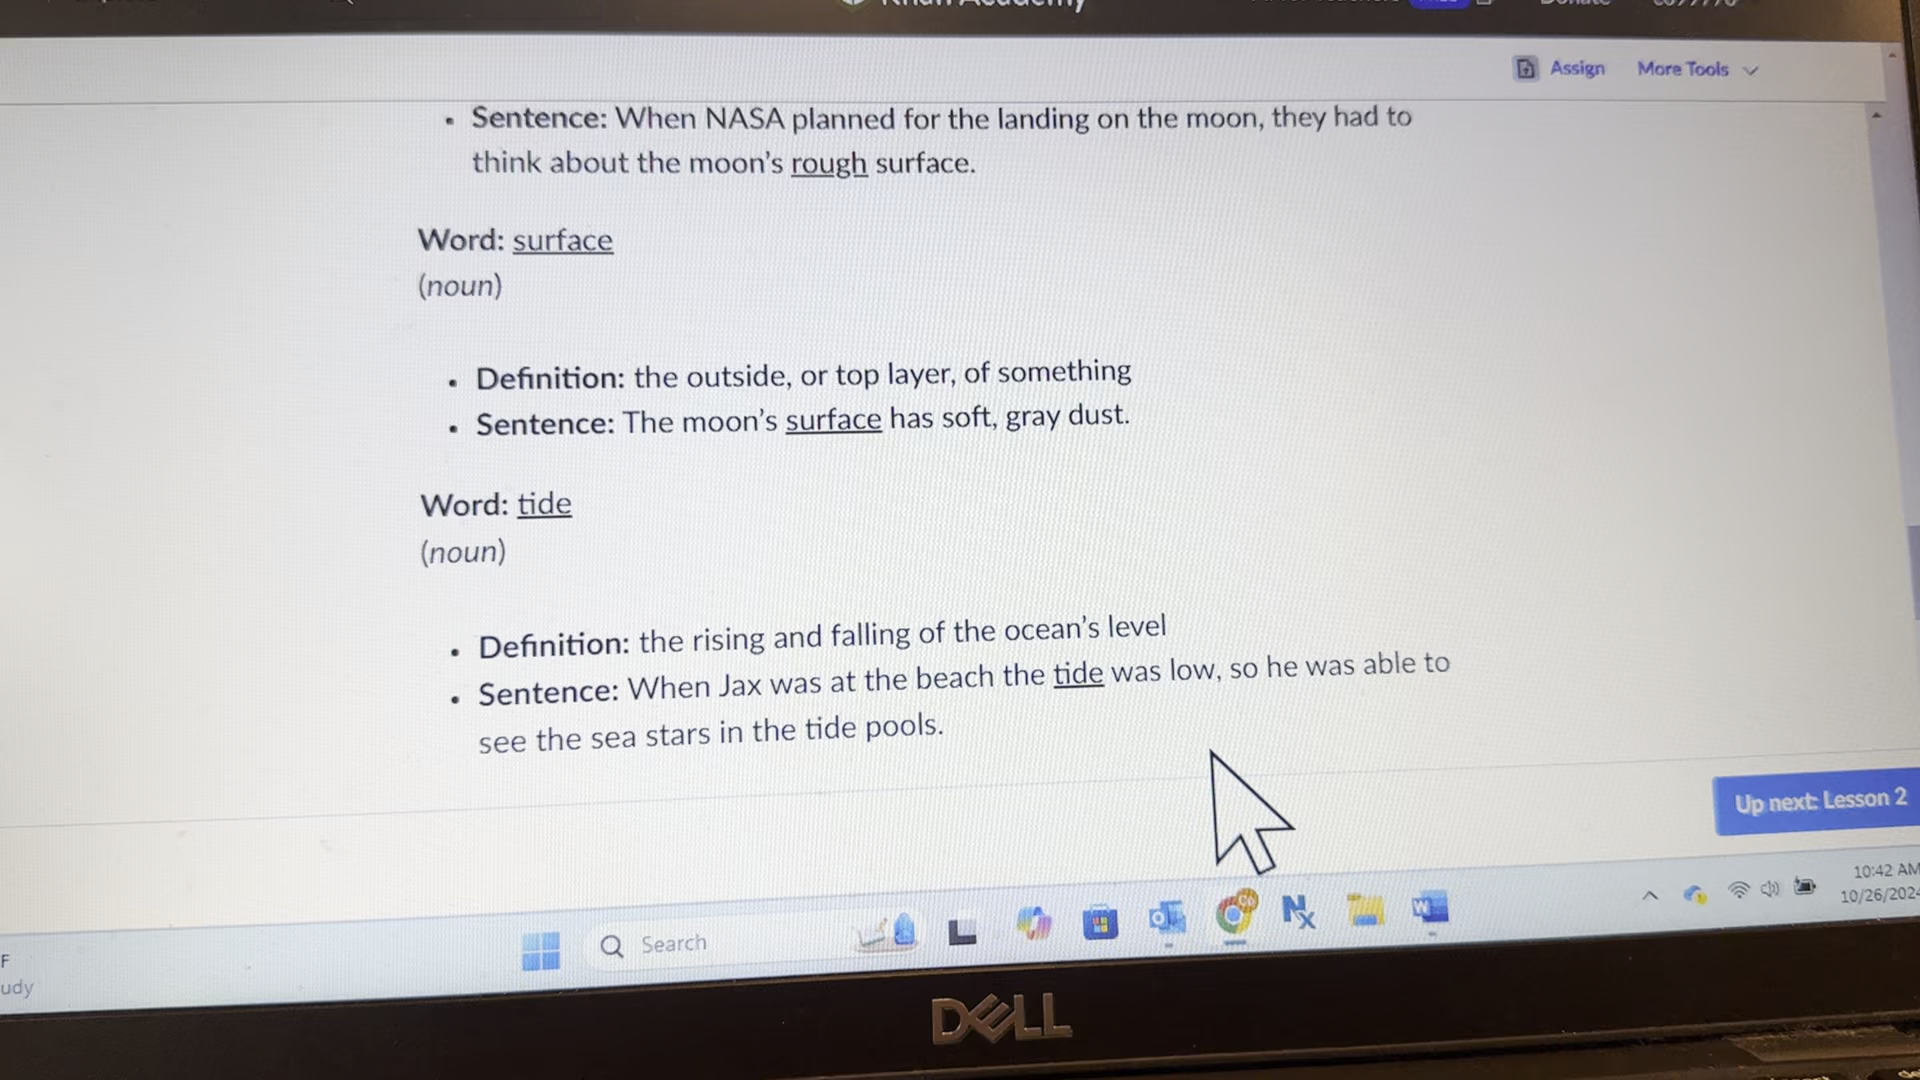 Assign More Tools
• Sentence: When NASA planned for the landing on the moon, they had to
think about the moon's rough surface.
Word: surface
(noun)
• Definition: the outside, or top layer, of something
• Sentence: The moon's surface has soft, gray dust.
Word: tide
(noun)
• Definition: the rising and falling of the ocean's level
• Sentence: When Jax was at the beach the tide was low, so he was able to
see the sea stars in the tide pools.
Up next: Lesson 2
Search
10:42 AM
10/26/2024
F
udy
DELL